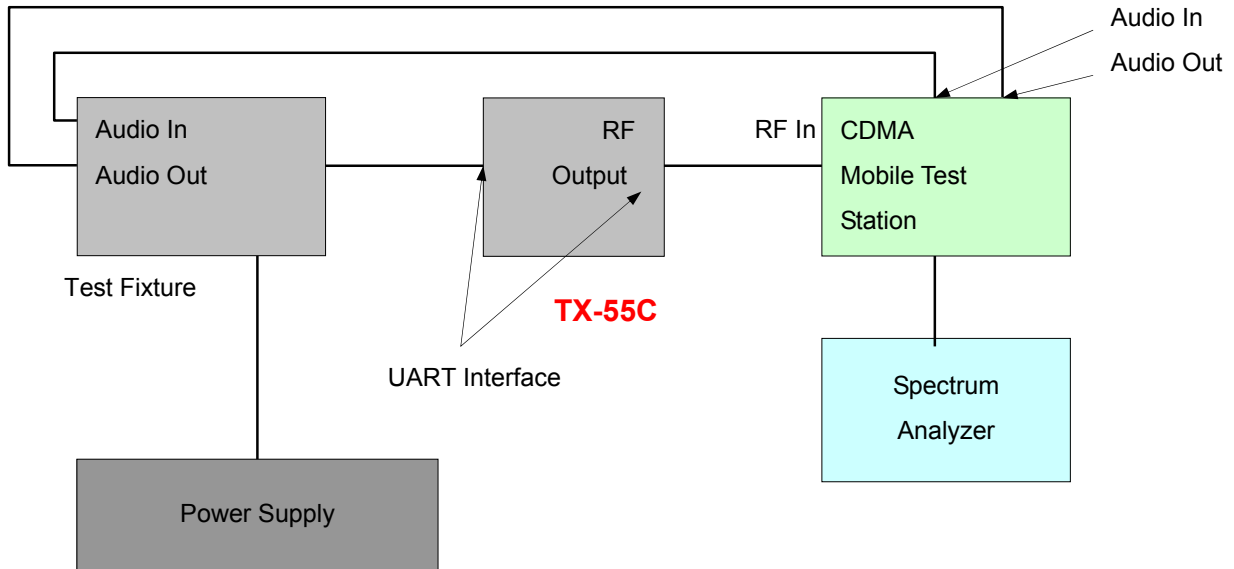 Audio In
Audio Out
Audio In
Audio Out
RF
Output
RF In
CDMA
Mobile Test
Station
Test Fixture
TX-55C
UART Interface
Spectrum
Analyzer
Power Supply